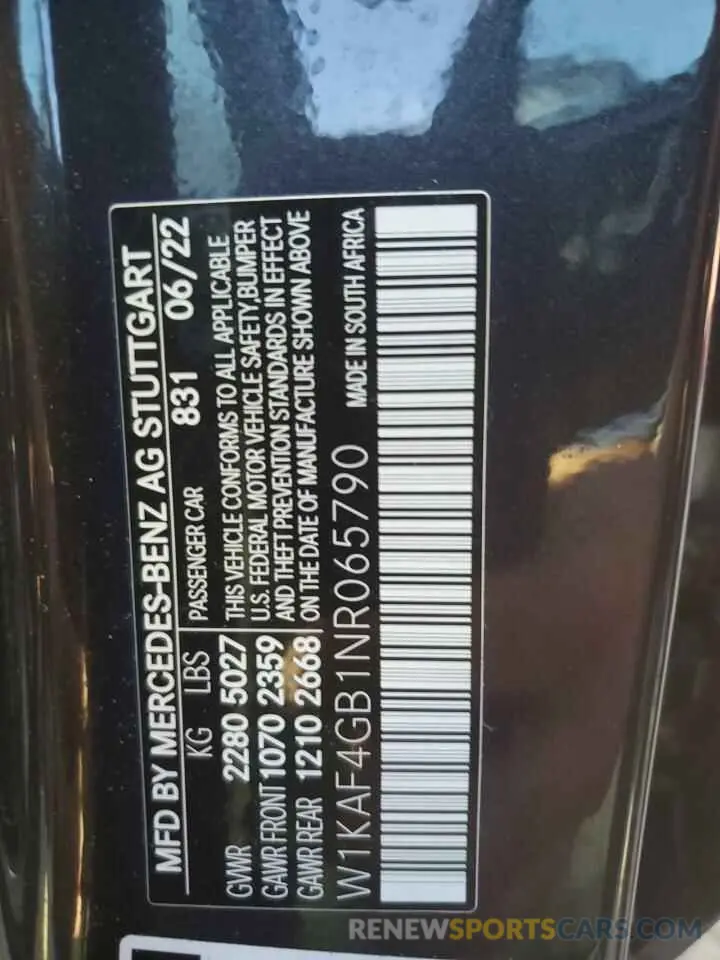 MFD BY MERCEDES-BENZ AG STUTTGART
KG LBS PASSENGER CAR 831 06/22
GVWR 2280 5027 THIS VEHICLE CONFORMS TO ALL APPLICABLE
U.S. FEDERAL MOTOR VEHICLE SAFETY,BUMPER
GAWR FRONT 1070 2359 AND THEFT PREVENTION STANDARDS IN EFFECT
GAWR REAR 1210 2668 ON THE DATE OF MANUFACTURE SHOWN ABOVE
W1KAF4GB1NR065790 MADE IN SOUTH AFRICA
RENEWSPORTSCARS.COM